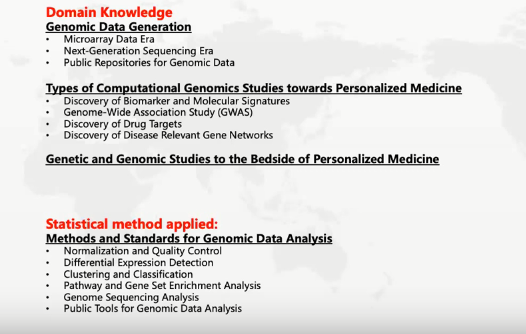 Domain Knowledge
Genomic Data Generation
• Microarray Data Era
• Next-Generation Sequencing Era
• Public Repositories for Genomic Data
Types of Computational Genomics Studies towards Personalized Medicine
• Discovery of Biomarker and Molecular Signatures
• Genome-Wide Association Study (GWAS)
• Discovery of Drug Targets
• Discovery of Disease Relevant Gene Networks
Genetic and Genomic Studies to the Bedside of Personalized Medicine
Statistical method applied:
Methods and Standards for Genomic Data Analysis
• Normalization and Quality Control
• Differential Expression Detection
• Clustering and Classification
• Pathway and Gene Set Enrichment Analysis
• Genome Sequencing Analysis
• Public Tools for Genomic Data Analysis